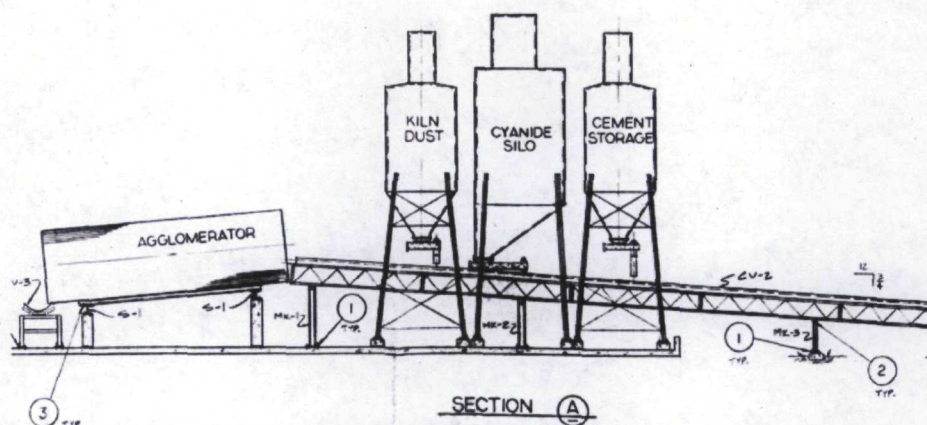 KILN
DUST
CYANIDE
SILO
CEMENT
STORAGE
AGGLOMERATOR
V-3
S-1
S-1
MK-1
1
TYP.
MK-2
CV-2
12
MK-3
1
TYP.
2
TYP.
3
TYP.
SECTION A